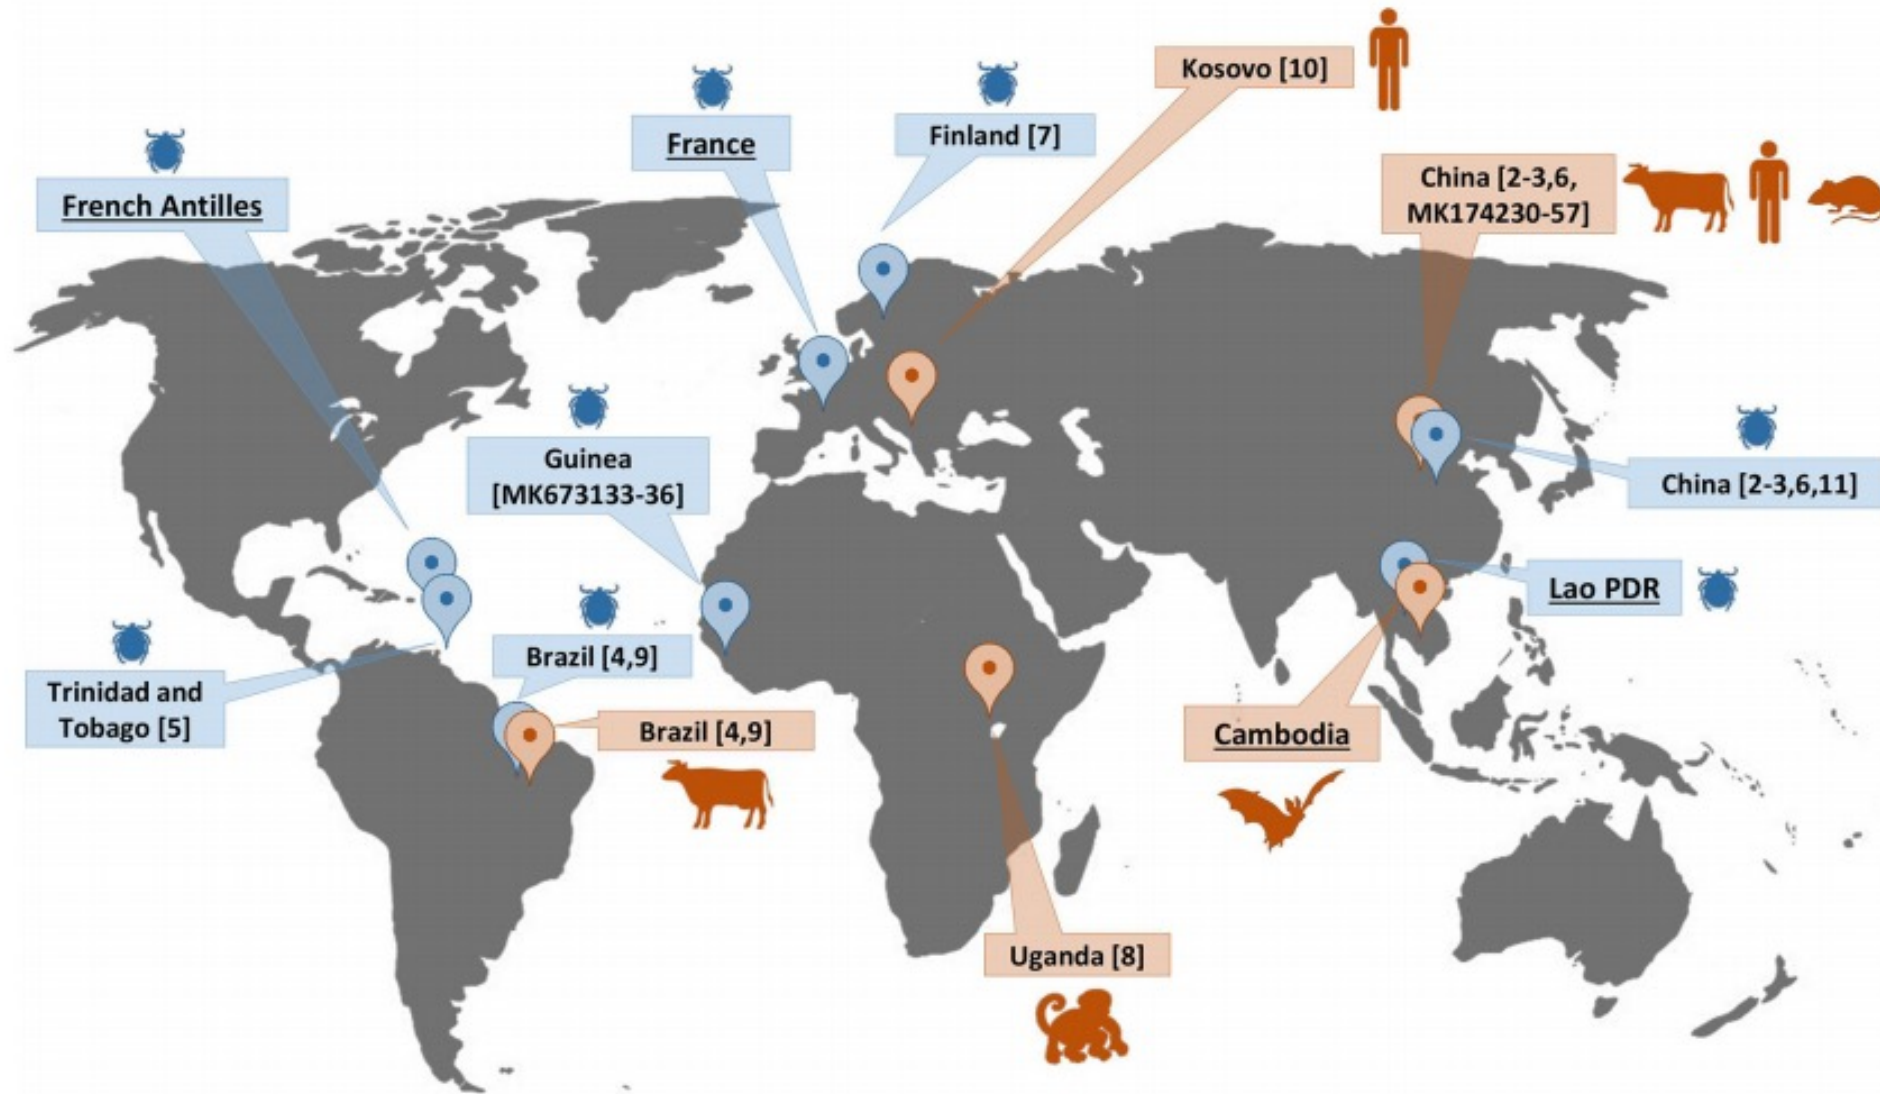 Kosovo [10]
France
Finland [7]
French Antilles
China [2-3,6,
MK174230-57]
Guinea
[MK673133-36]
China [2-3,6,11]
Lao PDR
Trinidad and
Tobago [5]
Brazil [4,9]
Brazil [4,9]
Cambodia
Uganda [8]